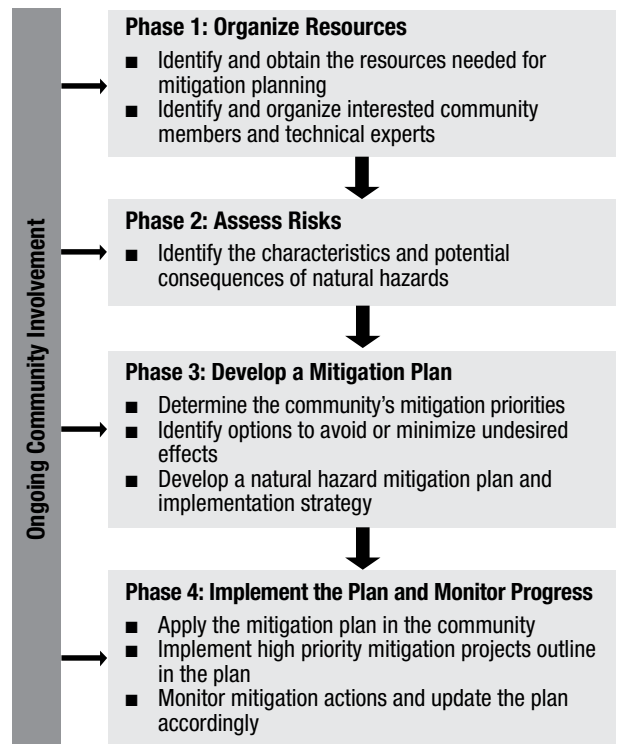 Ongoing Community Involvement
Phase 1: Organize Resources
■ Identify and obtain the resources needed for
mitigation planning
■ Identify and organize interested community
members and technical experts
Phase 2: Assess Risks
■ Identify the characteristics and potential
consequences of natural hazards
Phase 3: Develop a Mitigation Plan
■ Determine the community’s mitigation priorities
■ Identify options to avoid or minimize undesired
effects
■ Develop a natural hazard mitigation plan and
implementation strategy
Phase 4: Implement the Plan and Monitor Progress
■ Apply the mitigation plan in the community
■ Implement high priority mitigation projects outline
in the plan
■ Monitor mitigation actions and update the plan
accordingly